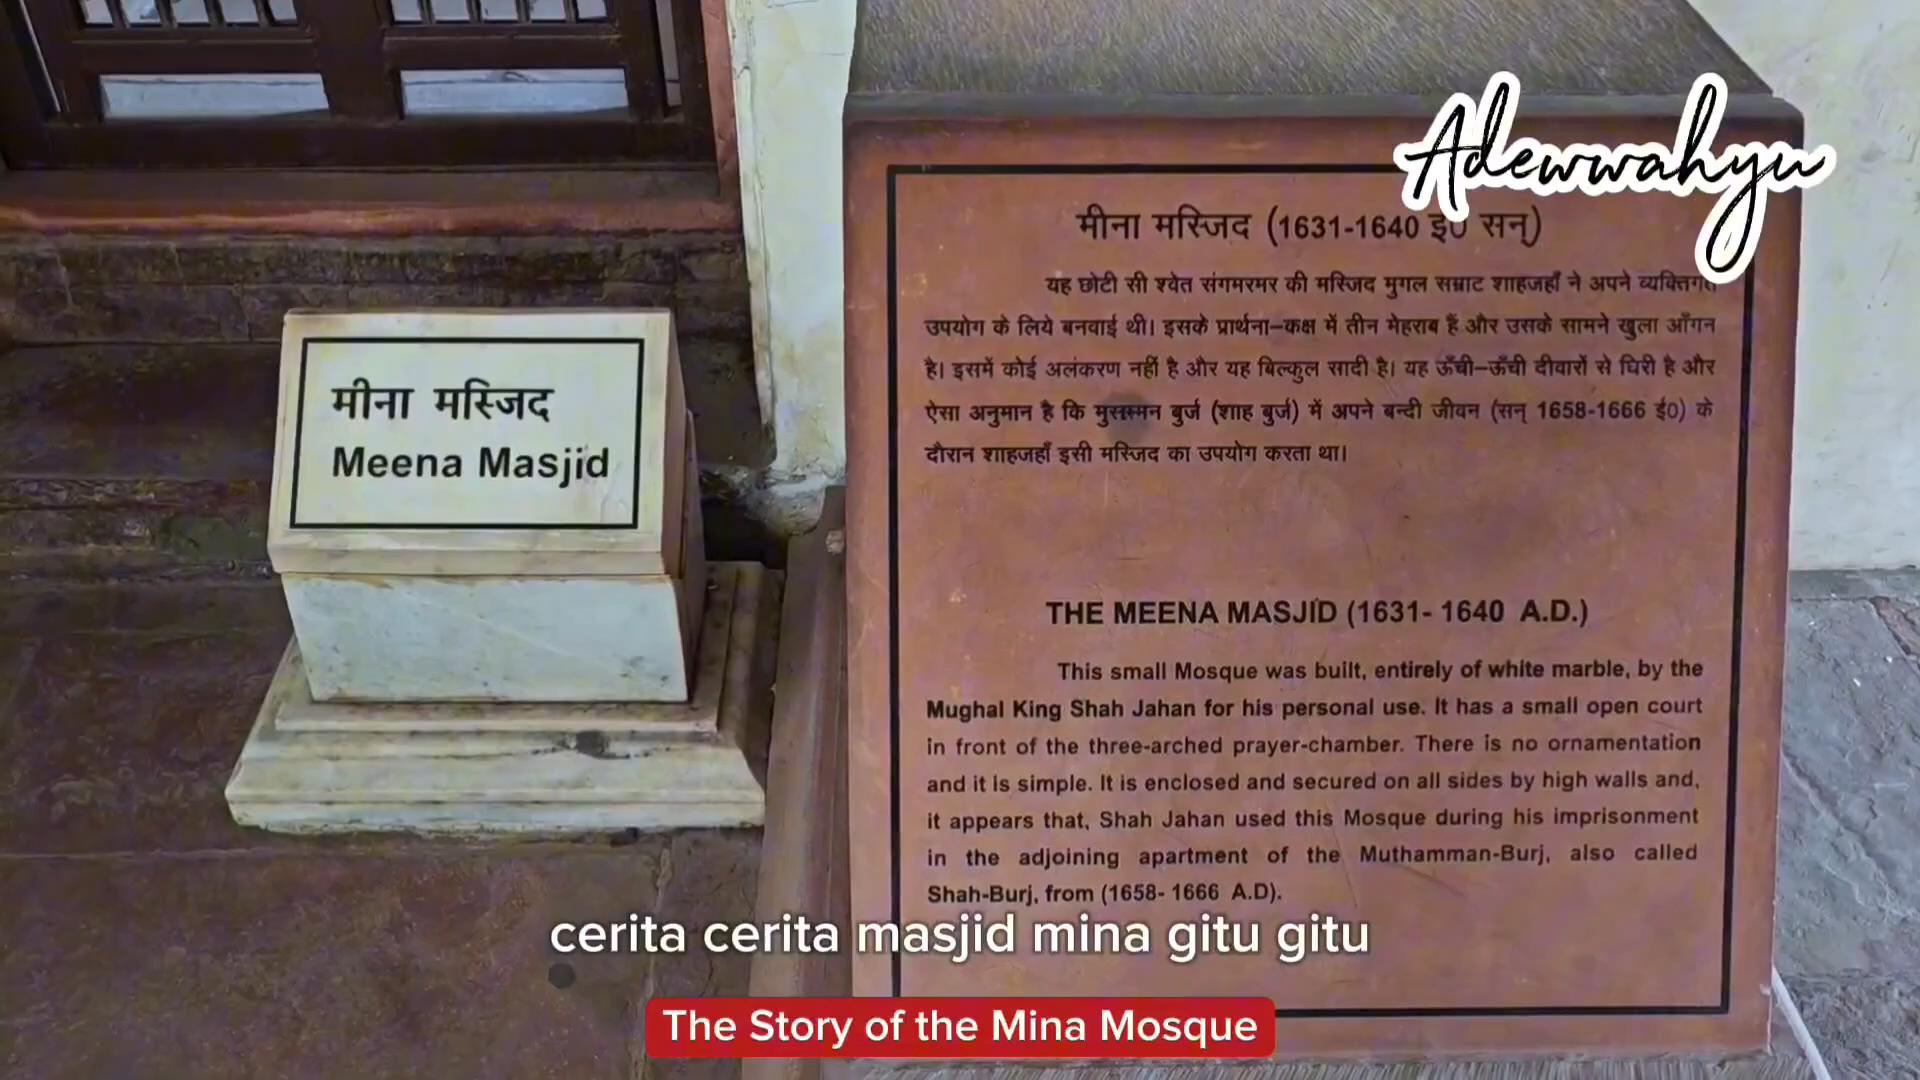 Adewwahyu
मीना मस्जिद
Meena Masjid
मीना मस्जिद (1631-1640 ई0 सन्)
यह छोटी सी श्वेत संगमरमर की मस्जिद मुगल सम्राट शाहजहाँ ने अपने व्यक्तिगत
उपयोग के लिये बनवाई थी। इसके प्रार्थना–कक्ष में तीन मेहराब हैं और उसके सामने खुला आँगन
है। इसमें कोई अलंकरण नहीं है और यह बिल्कुल सादी है। यह ऊँची–ऊँची दीवारों से घिरी है और
ऐसा अनुमान है कि मुसम्मन बुर्ज (शाह बुर्ज) में अपने बन्दी जीवन (सन् 1658-1666 ई0) के
दौरान शाहजहाँ इसी मस्जिद का उपयोग करता था।
THE MEENA MASJID (1631- 1640 A.D.)
This small Mosque was built, entirely of white marble, by the
Mughal King Shah Jahan for his personal use. It has a small open court
in front of the three-arched prayer-chamber. There is no ornamentation
and it is simple. It is enclosed and secured on all sides by high walls and,
it appears that, Shah Jahan used this Mosque during his imprisonment
in the adjoining apartment of the Muthamman-Burj, also called
Shah-Burj, from (1658- 1666 A.D).
cerita cerita masjid mina gitu gitu
The Story of the Mina Mosque